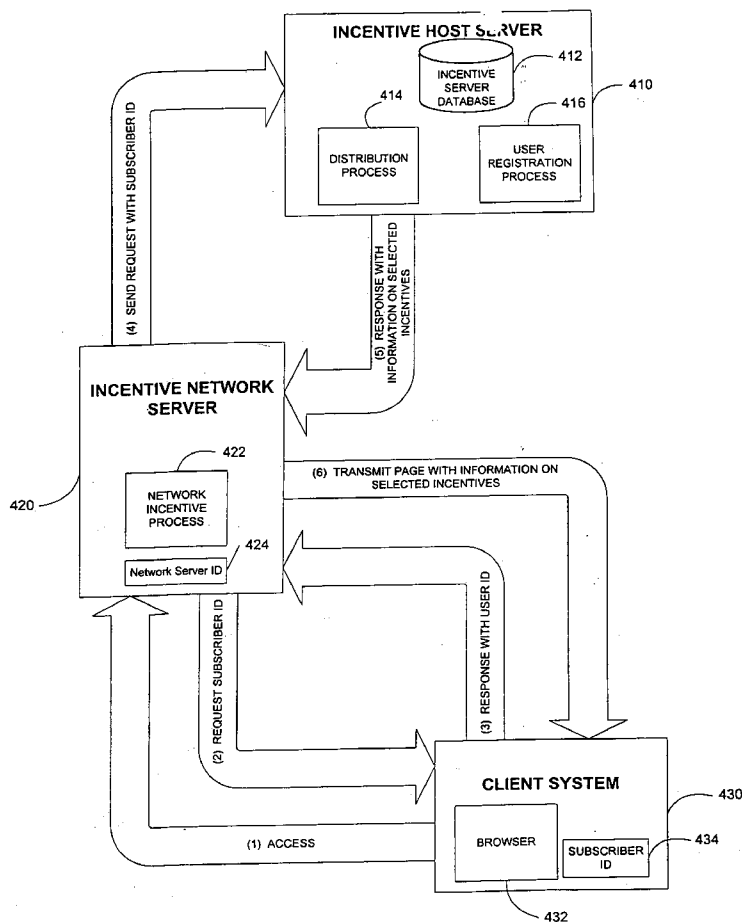 INCENTIVE HOST SERVER
412
INCENTIVE
SERVER
DATABASE
414
410
416
DISTRIBUTION
PROCESS
USER
REGISTRATION
PROCESS
(4) SEND REQUEST WITH SUBSCRIBER ID
(5) RESPONSE WITH
INFORMATION ON SELECTED
INCENTIVES
INCENTIVE NETWORK
SERVER
422
(6) TRANSMIT PAGE WITH INFORMATION ON
SELECTED INCENTIVES
420
NETWORK
INCENTIVE
PROCESS
424
Network Server ID
(2) REQUEST SUBSCRIBER ID
(3) RESPONSE WITH USER ID
CLIENT SYSTEM
430
(1) ACCESS
BROWSER
SUBSCRIBER
ID
434
432